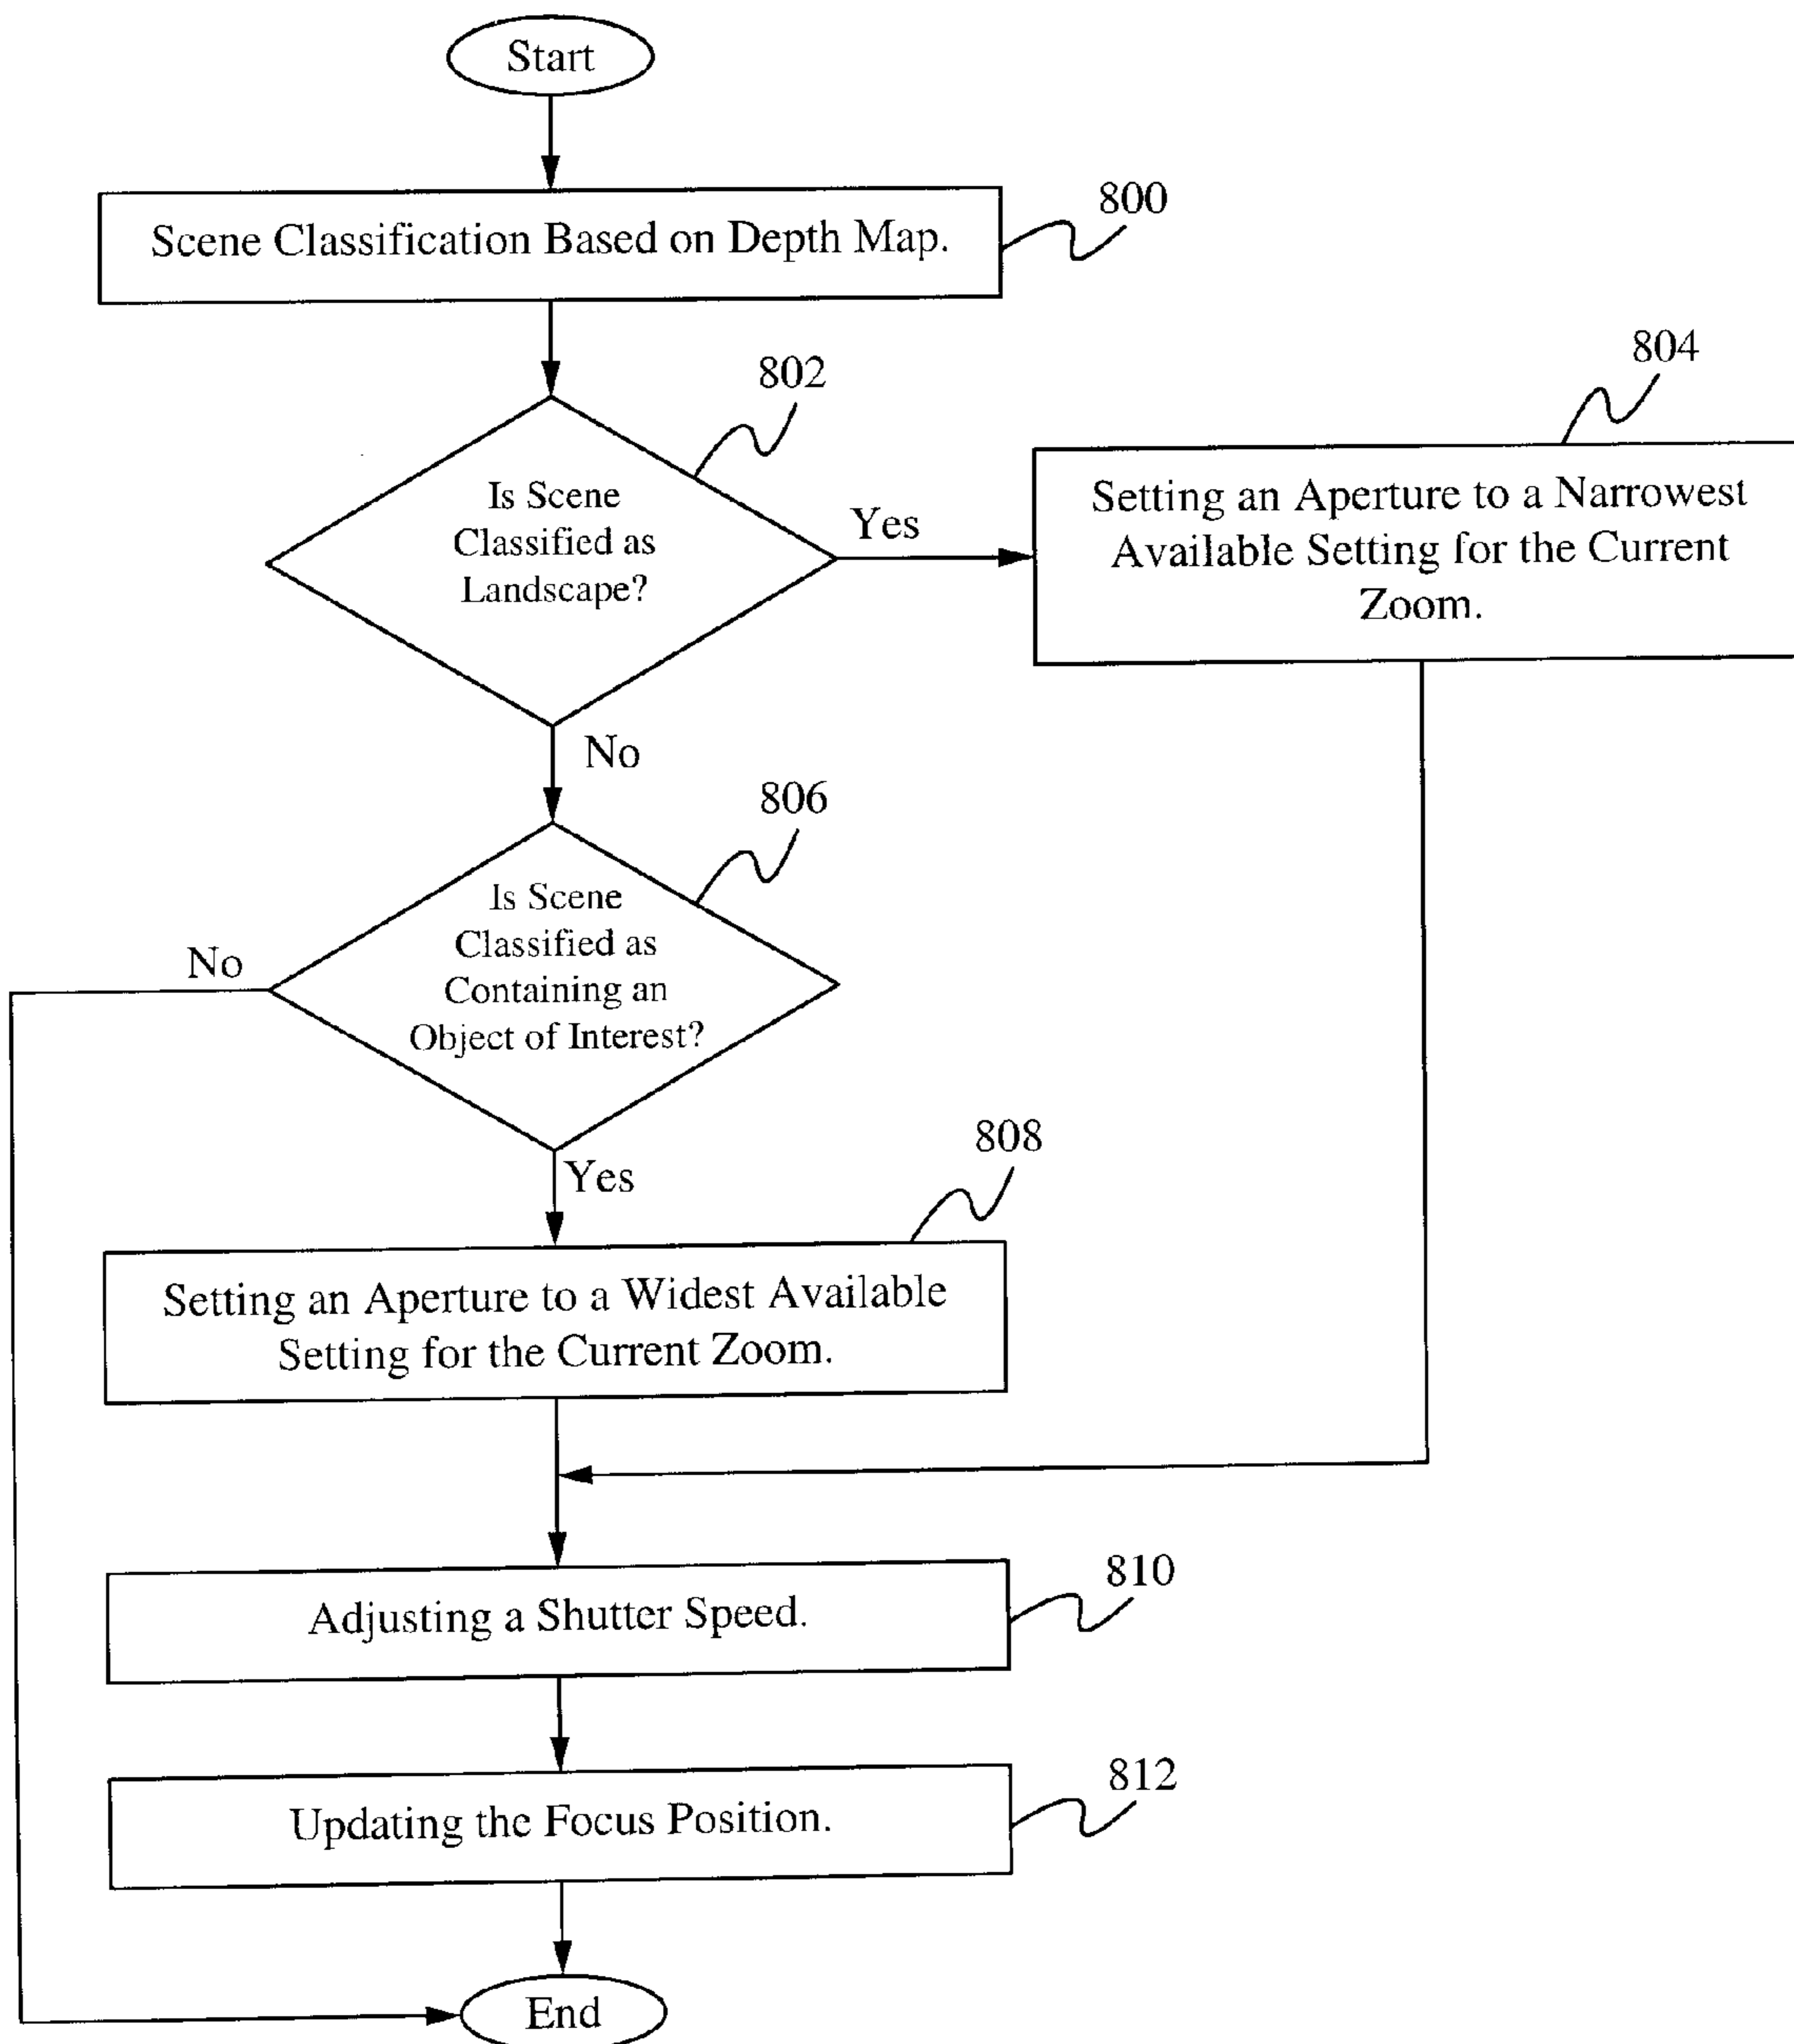 Start
800
Scene Classification Based on Depth Map.
802
804
Is Scene
Classified as
Landscape?
Yes
Setting an Aperture to a Narrowest
Available Setting for the Current
Zoom.
No
806
Is Scene
Classified as
Containing an
Object of Interest?
No
Yes
808
Setting an Aperture to a Widest Available
Setting for the Current Zoom.
810
Adjusting a Shutter Speed.
812
Updating the Focus Position.
End